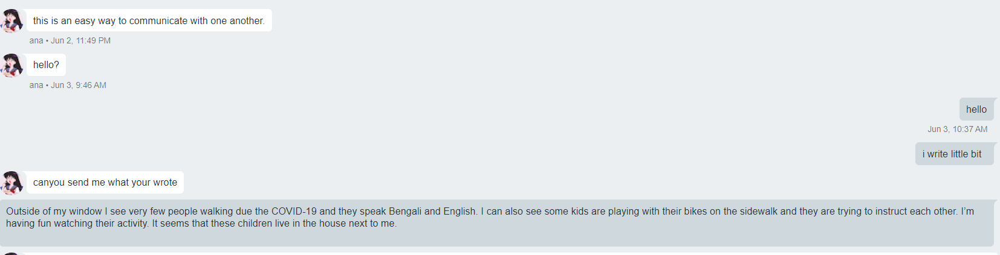 this is an easy way to communicate with one another.
ana • Jun 2, 11:49 PM
hello?
ana • Jun 3, 9:46 AM
hello
Jun 3, 10:37 AM
i write little bit
canyou send me what your wrote
Outside of my window I see very few people walking due the COVID-19 and they speak Bengali and English. I can also see some kids are playing with their bikes on the sidewalk and they are trying to instruct each other. I’m
having fun watching their activity. It seems that these children live in the house next to me.